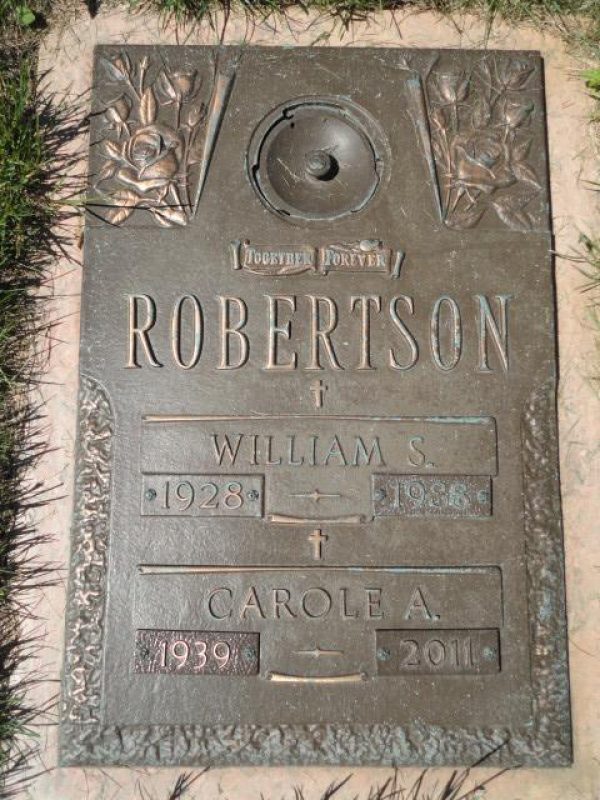 TOGETHER FOREVER
ROBERTSON
WILLIAM S.
1928 1988
CAROLE A.
1939 2011